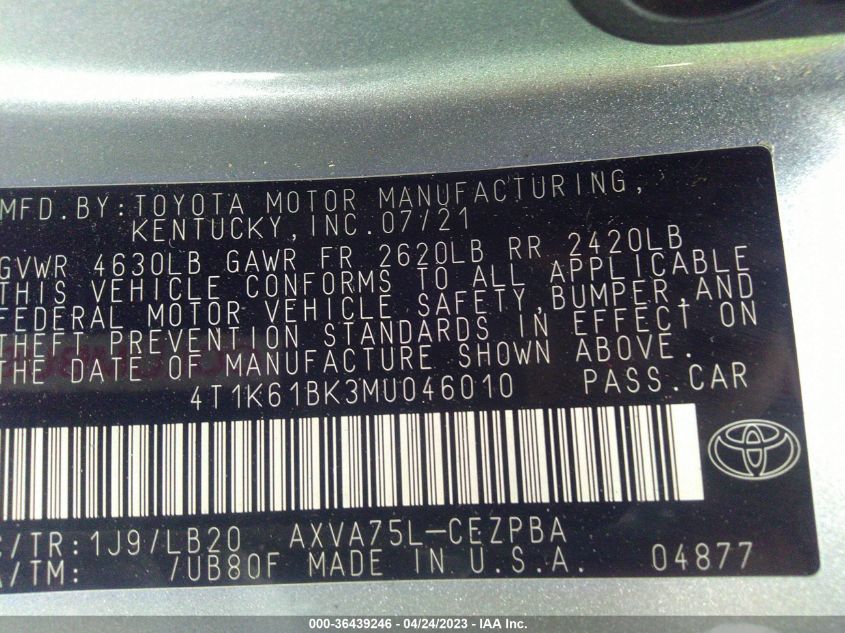 MFD.BY:TOYOTA MOTOR MANUFACTURING,
KENTUCKY,INC.07/21
GVWR 4630LB GAWR FR 2620LB RR 2420LB
THIS VEHICLE CONFORMS TO ALL APPLICABLE
FEDERAL MOTOR VEHICLE SAFETY,BUMPER,AND
THEFT PREVENTION STANDARDS IN EFFECT ON
THE DATE OF MANUFACTURE SHOWN ABOVE.
4T1K61BK3MU046010 PASS.CAR
C/TR:1J9/LB20 AXVA75L-CEZPBA
A/TM: /UB80F MADE IN U.S.A. 04877
000-36439246 - 04/24/2023 - IAA Inc.